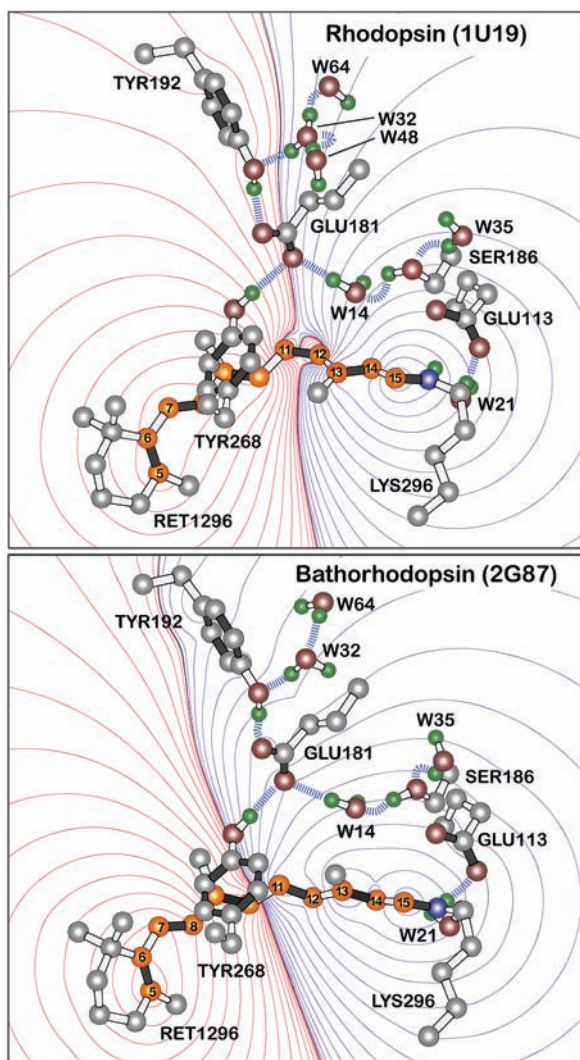 Rhodopsin (1U19)
W64
TYR192
W32
W48
GLU181
W35
SER186
W14
GLU113
11
12
13
14
15
7
6
W21
TYR268
5
LYS296
RET1296
Bathorhodopsin (2G87)
W64
TYR192
W32
W35
GLU181
SER186
W14
GLU113
11
12
13
14
15
7
8
6
W21
TYR268
5
LYS296
RET1296